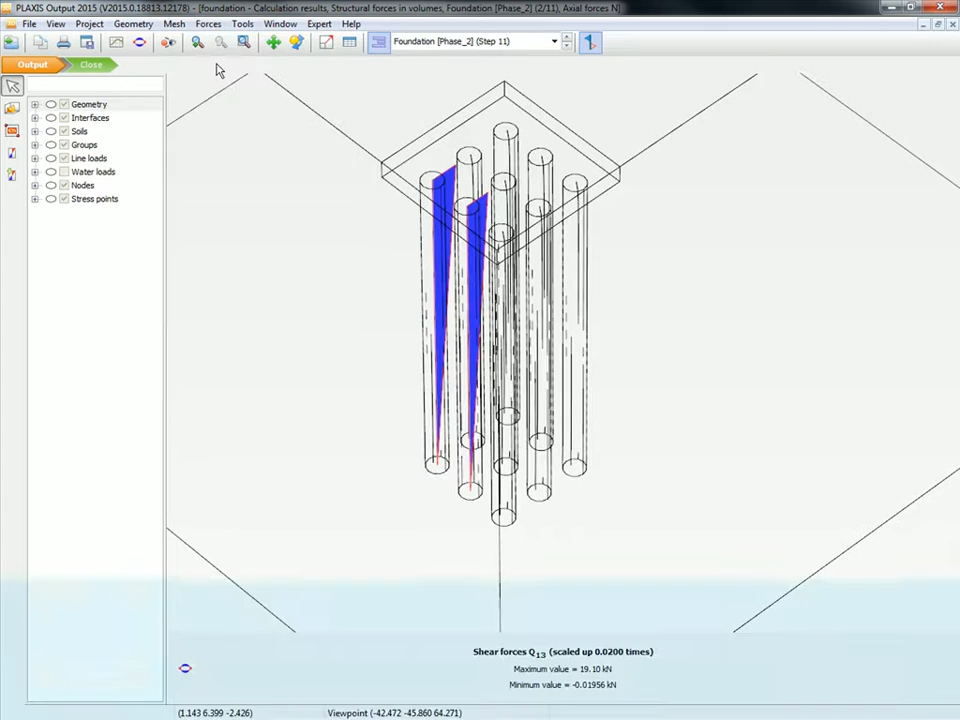 PLAXIS Output 2015 (V2015.0.18813.12178) - [foundation - Calculation results, Structural forces in volumes, Foundation [Phase_2] (2/11), Axial forces N]
File View Project Geometry Mesh Forces Tools Window Expert Help
Foundation [Phase_2] (Step 11)
Output Close
Geometry
Interfaces
Soils
Groups
Line loads
Water loads
Nodes
Stress points
Shear forces Q13 (scaled up 0.0200 times)
Maximum value = 19.10 kN
Minimum value = -0.01956 kN
(1.143 6.399 -2.426) Viewpoint (-42.472 -45.860 64.271)